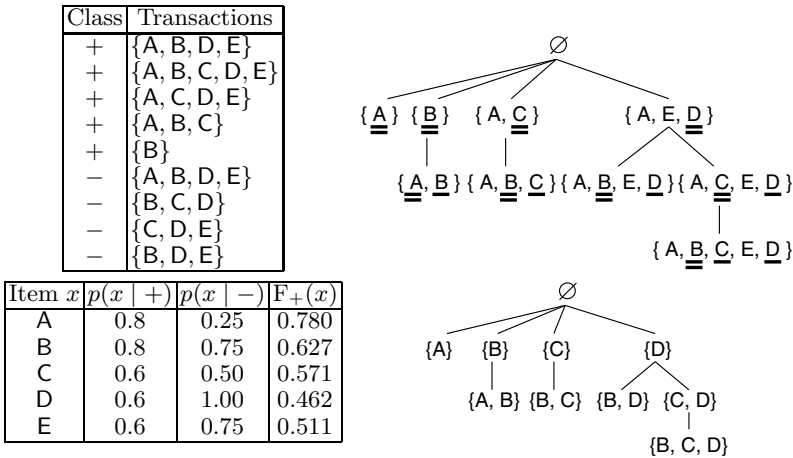 Class Transactions
+ {A, B, D, E}
+ {A, B, C, D, E}
+ {A, C, D, E}
+ {A, B, C}
+ {B}
− {A, B, D, E}
− {B, C, D}
− {C, D, E}
− {B, D, E}
Item x p(x | +) p(x | −) F₊(x)
A 0.8 0.25 0.780
B 0.8 0.75 0.627
C 0.6 0.50 0.571
D 0.6 1.00 0.462
E 0.6 0.75 0.511
∅
{ A } { B } { A, C } { A, E, D }
{ A, B } { A, B, C } { A, B, E, D } { A, C, E, D }
{ A, B, C, E, D }
∅
{A} {B} {C} {D}
{A, B} {B, C} {B, D} {C, D}
{B, C, D}